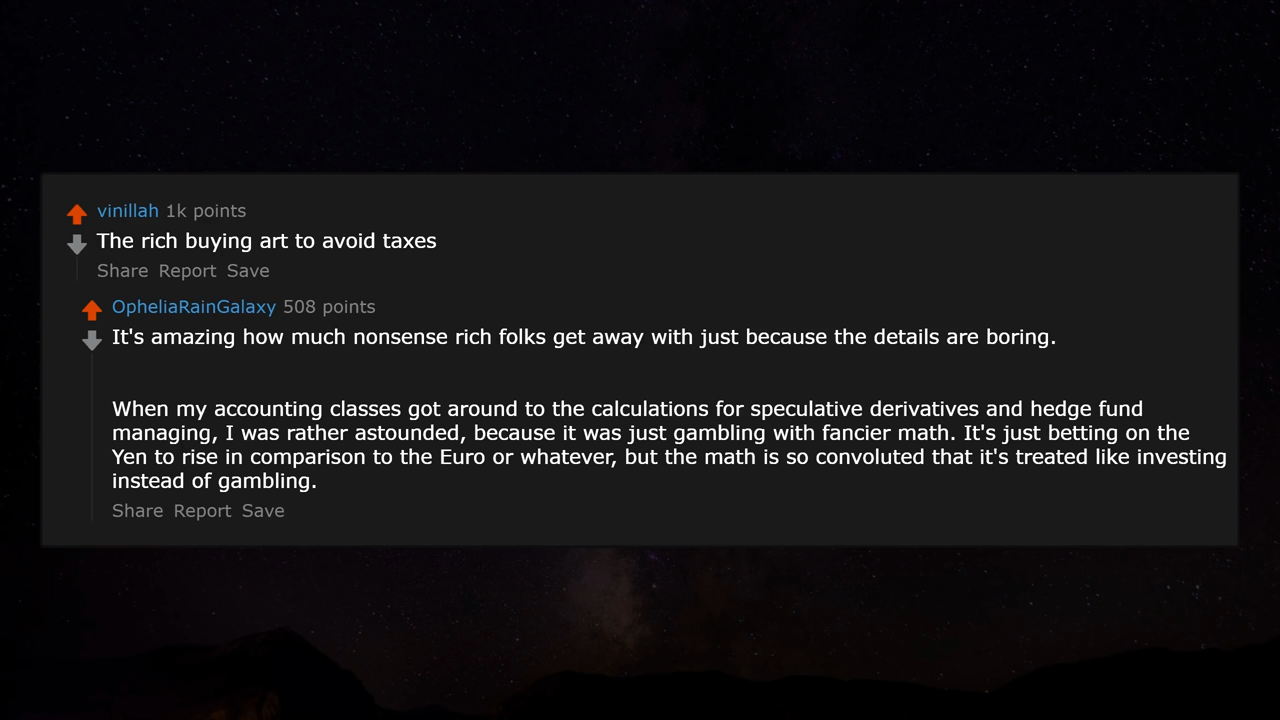 vinillah 1k points
The rich buying art to avoid taxes
Share Report Save
OpheliaRainGalaxy 508 points
It's amazing how much nonsense rich folks get away with just because the details are boring.
When my accounting classes got around to the calculations for speculative derivatives and hedge fund
managing, I was rather astounded, because it was just gambling with fancier math. It's just betting on the
Yen to rise in comparison to the Euro or whatever, but the math is so convoluted that it's treated like investing
instead of gambling.
Share Report Save